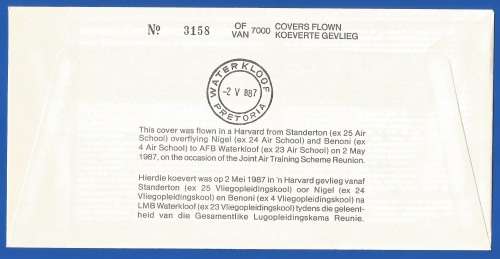 № 3158 OF 7000 COVERS FLOWN
VAN KOEVERTE GEVLIEG
WATERKLOOF
-2 V 887
PRETORIA
This cover was flown in a Harvard from Standerton (ex 25 Air
School) overflying Nigel (ex 24 Air School) and Benoni (ex
4 Air School) to AFB Waterkloof (ex 23 Air School) on 2 May
1987, on the occasion of the Joint Air Training Scheme Reunion.
Hierdie koevert was op 2 Mei 1987 in 'n Harvard gevlieg vanaf
Standerton (ex 25 Vliegopleidingskool) oor Nigel (ex 24
Vliegopleidingskool) en Benoni (ex 4 Vliegopleidingskool) na
LMB Waterkloof (ex 23 Vliegopleidingskool) tydens die geleent-
heid van die Gesamentlike Lugopleidingskama Reunie.